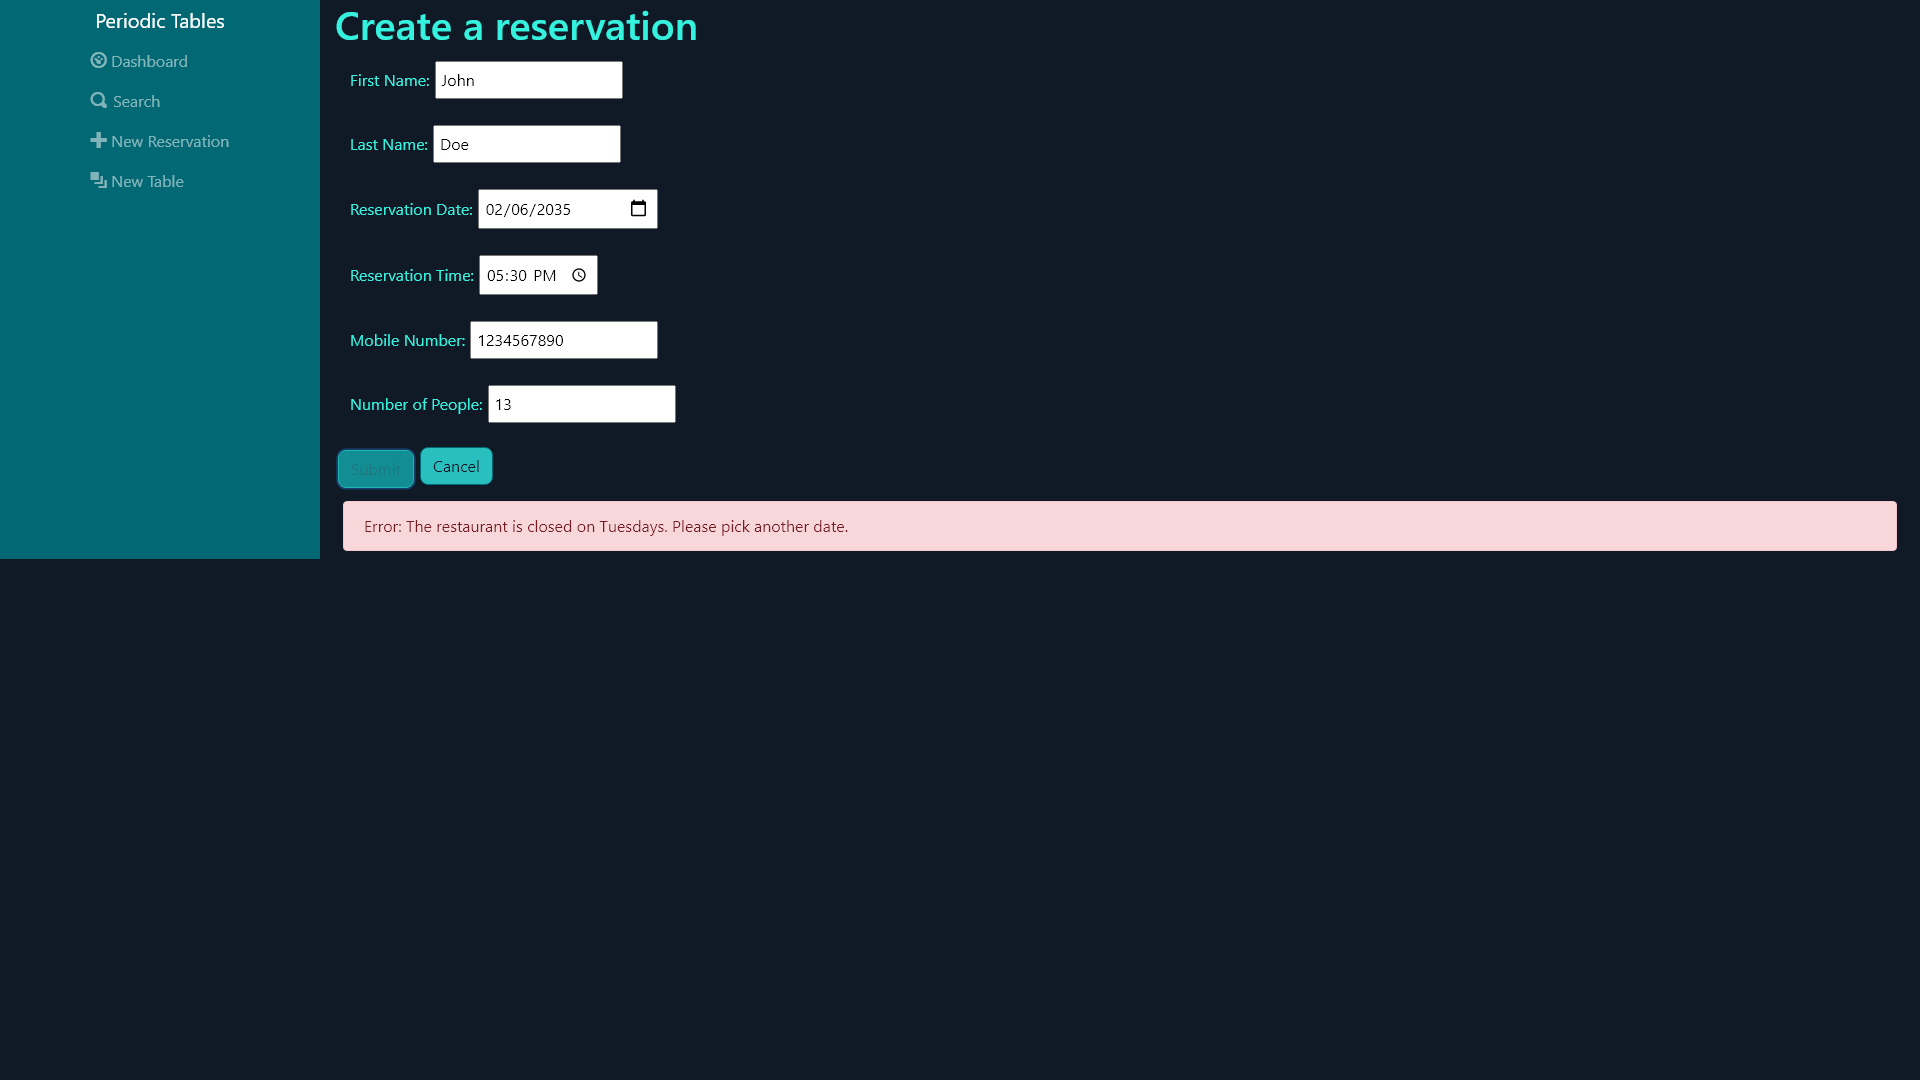 Periodic Tables
Dashboard
Search
New Reservation
New Table
Create a reservation
First Name: John
Last Name: Doe
Reservation Date: 02/06/2035
Reservation Time: 05:30 PM
Mobile Number: 1234567890
Number of People: 13
Submit Cancel
Error: The restaurant is closed on Tuesdays. Please pick another date.